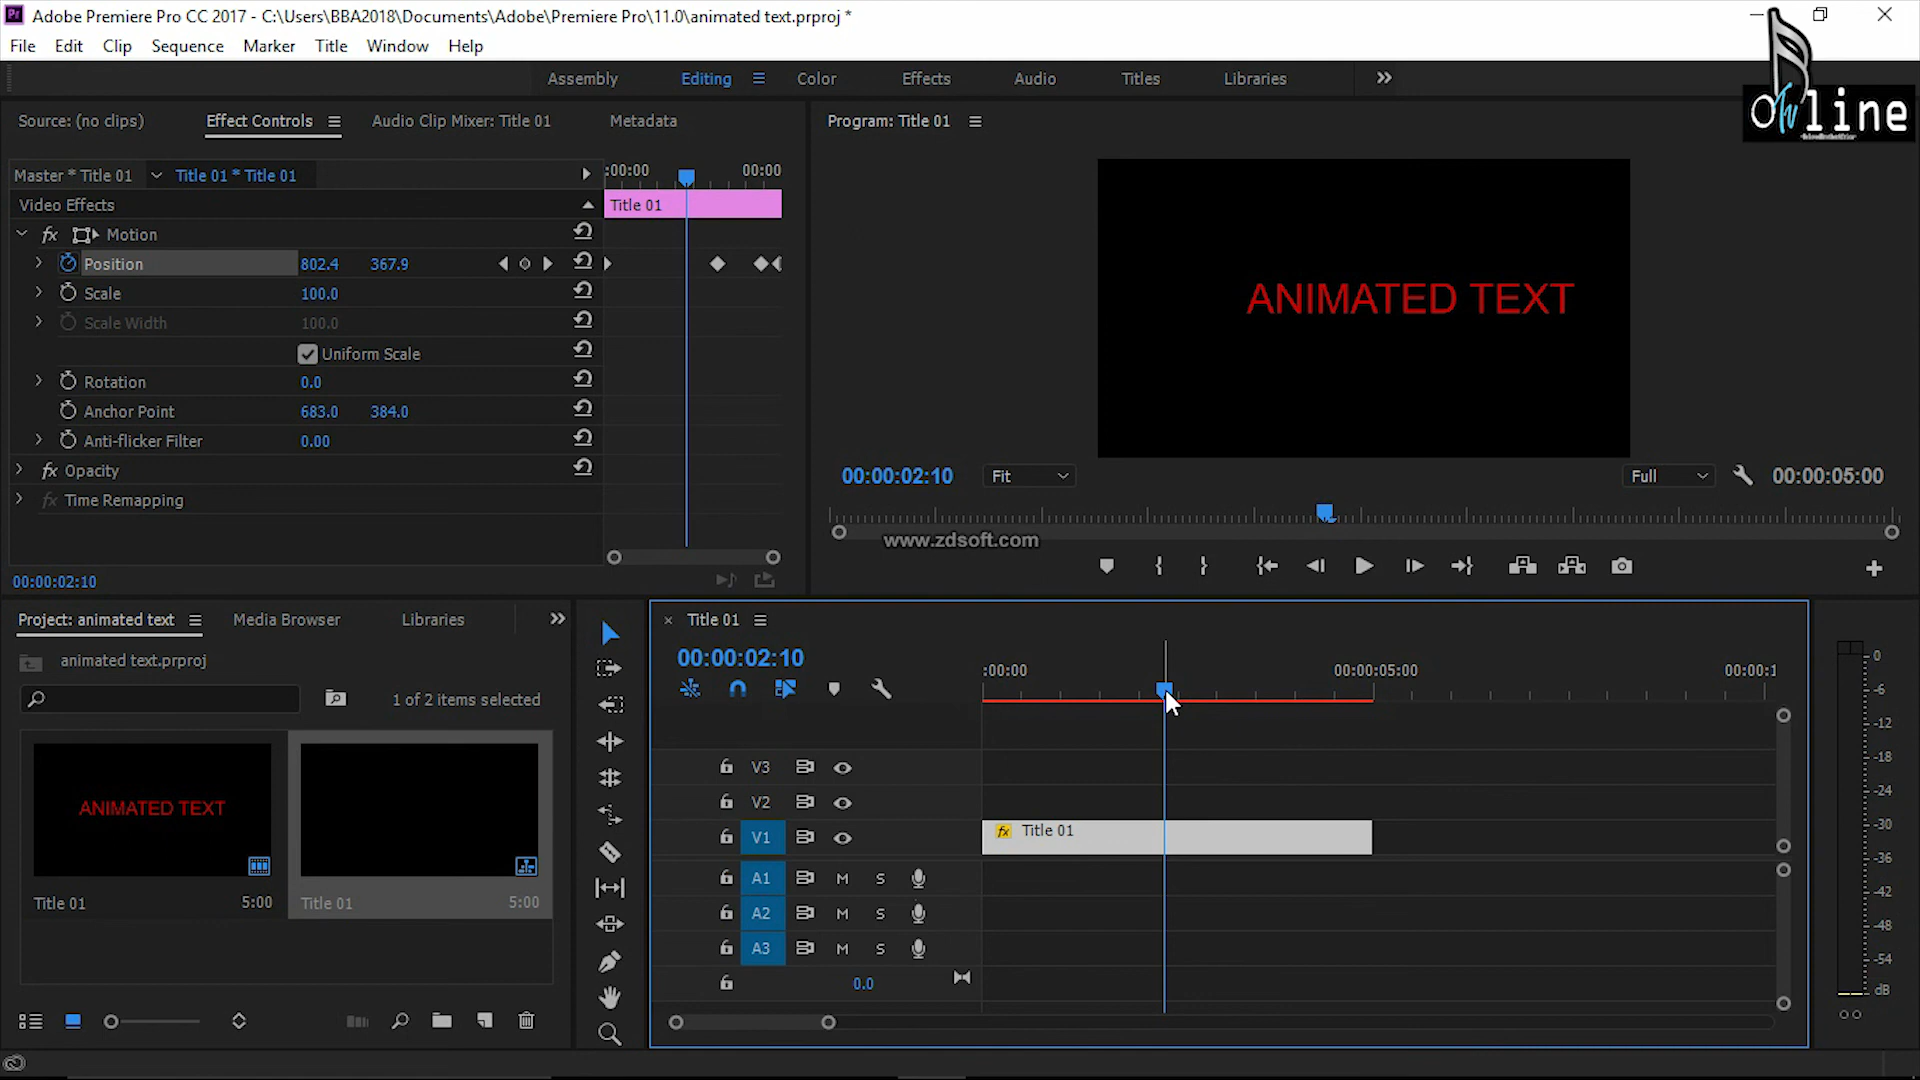 Adobe Premiere Pro CC 2017 - C:\Users\BBA2018\Documents\Adobe\Premiere Pro\11.0\animated text.prproj *
File Edit Clip Sequence Marker Title Window Help
Assembly Editing Color Effects Audio Titles Libraries
Online
Tv
Source: (no clips) Effect Controls Audio Clip Mixer: Title 01 Metadata
Program: Title 01
Master * Title 01 Title 01 * Title 01
:00:00 00:00
Video Effects
Title 01
fx Motion
Position 802.4 367.9
Scale 100.0
Scale Width 100.0
Uniform Scale
Rotation 0.0
Anchor Point 683.0 384.0
Anti-flicker Filter 0.00
fx Opacity
fx Time Remapping
00:00:02:10
ANIMATED TEXT
00:00:02:10 Fit Full 00:00:05:00
www.zdsoft.com
Project: animated text Media Browser Libraries
animated text.prproj
1 of 2 items selected
ANIMATED TEXT
Title 01 5:00
Title 01 5:00
Title 01
00:00:02:10
:00:00 00:00:05:00 00:00:1
V3
V2
V1
fx Title 01
A1 M S
A2 M S
A3 M S
0.0
0
-6
-12
-18
-24
-30
-36
-42
-48
-54
dB